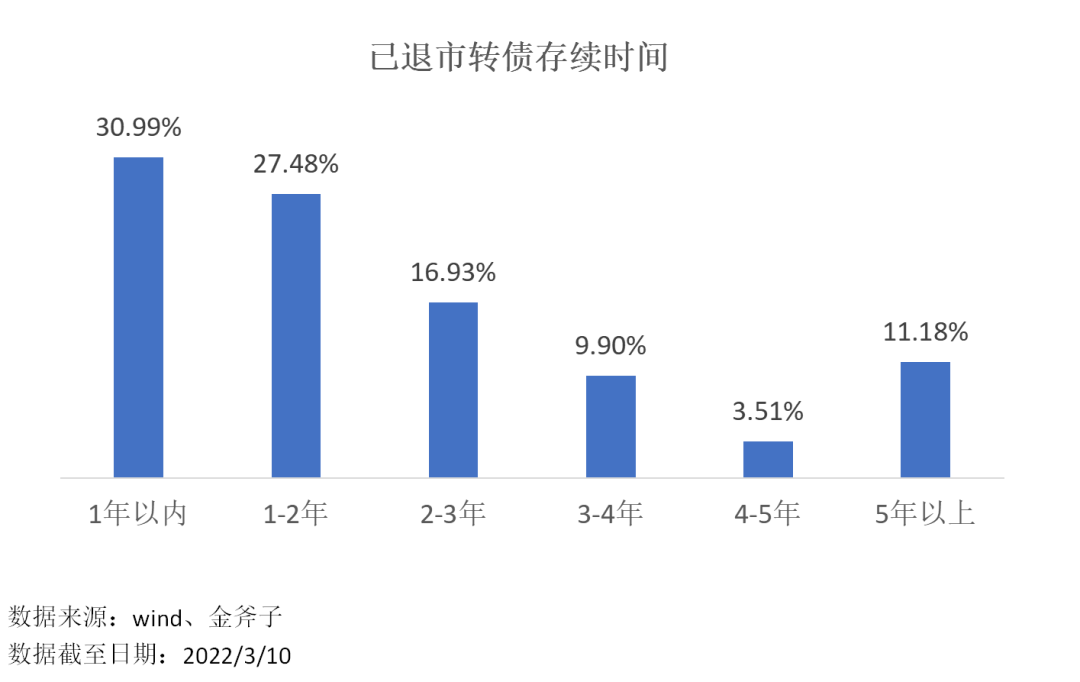 已退市转债存续时间
30.99%
27.48%
16.93%
9.90%
3.51%
11.18%
1年以内
1-2年
2-3年
3-4年
4-5年
5年以上
数据来源：wind、金斧子
数据截至日期：2022/3/10